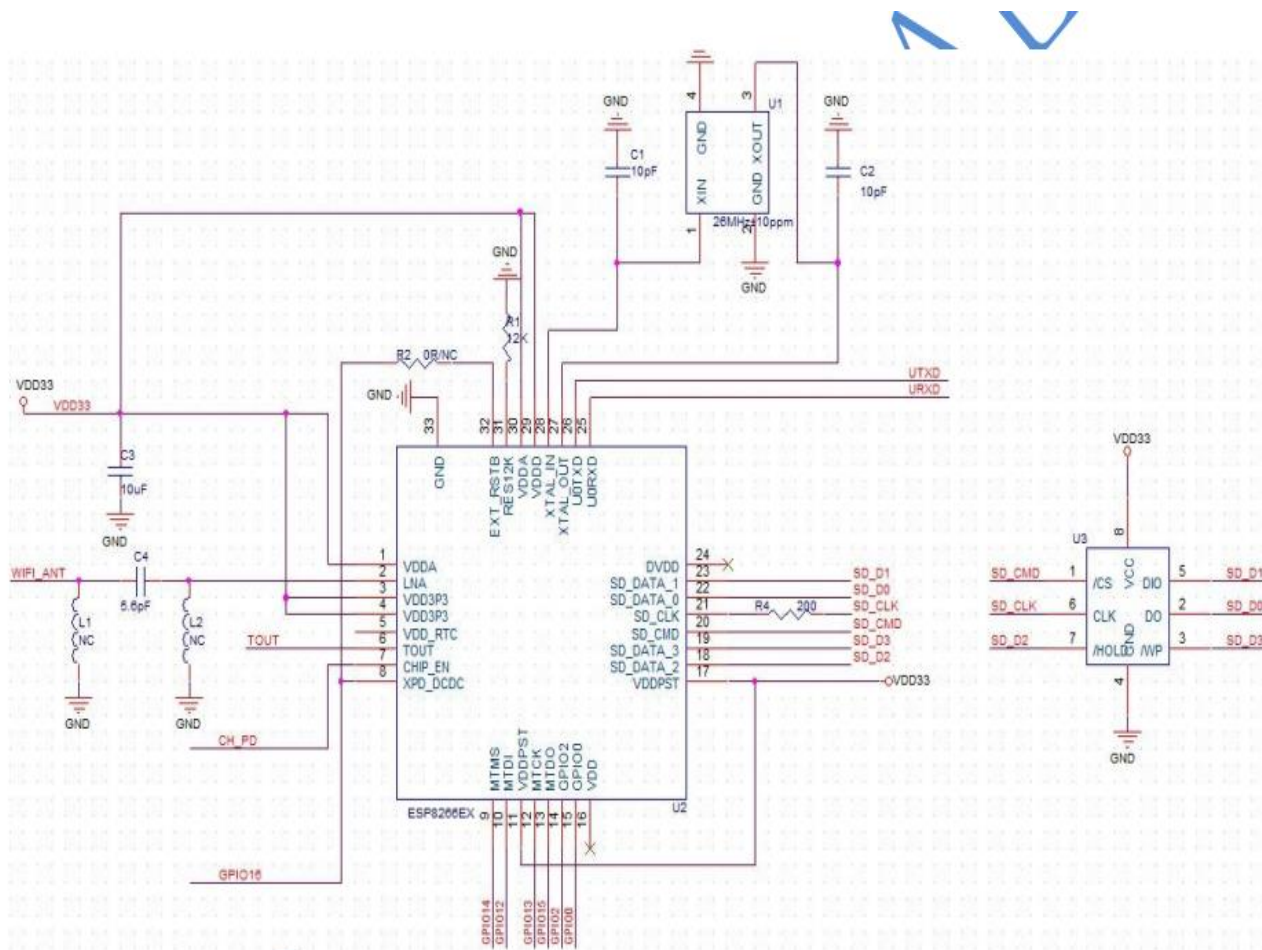 4
3
U1
GND
GND
GND
XOUT
C1
10pF
C2
10pF
XIN
GND
26MHz±10ppm
1
2
GND
GND
R1
12K
R2 0R/NC
UTXD
URXD
VDD33
VDD33
GND
33
32
31
30
29
28
27
26
25
GND
EXT_RSTB
RES12K
VDDA
VDDD
XTAL_IN
XTAL_OUT
U0TXD
U0RXD
C3
10uF
GND
WIFI_ANT
C4
5.6pF
L1
NC
L2
NC
GND
GND
TOUT
CH_PD
GPIO16
1 VDDA
2 LNA
3 VDD3P3
4 VDD3P3
5 VDD_RTC
6 TOUT
7 CHIP_EN
8 XPD_DCDC
DVDD 24
SD_DATA_1 23 SD_D1
SD_DATA_0 22 SD_D0
SD_CLK 21 R4 200 SD_CLK
SD_CMD 20 SD_CMD
SD_DATA_3 19 SD_D3
SD_DATA_2 18 SD_D2
VDDPST 17 VDD33
MTMS
MTDI
VDDPST
MTCK
MTDO
GPIO2
GPIO0
VDD
ESP8266EX
U2
9
10
11
12
13
14
15
16
GPIO14
GPIO12
GPIO13
GPIO15
GPIO2
GPIO0
VDD33
8
U3
VCC
SD_CMD 1 /CS DIO 5 SD_D1
SD_CLK 6 CLK DO 2 SD_D0
SD_D2 7 /HOLD /WP 3 SD_D3
GND
4
GND